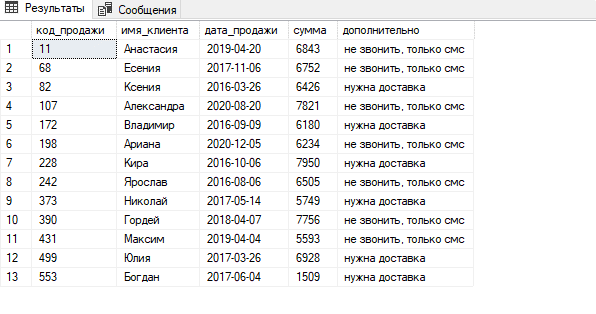 Результаты Сообщения
код_продажи имя_клиента дата_продажи сумма дополнительно
1 11 Анастасия 2019-04-20 6843 не звонить, только смс
2 68 Есения 2017-11-06 6752 не звонить, только смс
3 82 Ксения 2016-03-26 6426 нужна доставка
4 107 Александра 2020-08-20 7821 не звонить, только смс
5 172 Владимир 2016-09-09 6180 нужна доставка
6 198 Ариана 2020-12-05 6234 не звонить, только смс
7 228 Кира 2016-10-06 7950 нужна доставка
8 242 Ярослав 2016-08-06 6505 не звонить, только смс
9 373 Николай 2017-05-14 5749 нужна доставка
10 390 Гордей 2018-04-07 7756 не звонить, только смс
11 431 Максим 2019-04-04 5593 не звонить, только смс
12 499 Юлия 2017-03-26 6928 нужна доставка
13 553 Богдан 2017-06-04 1509 нужна доставка